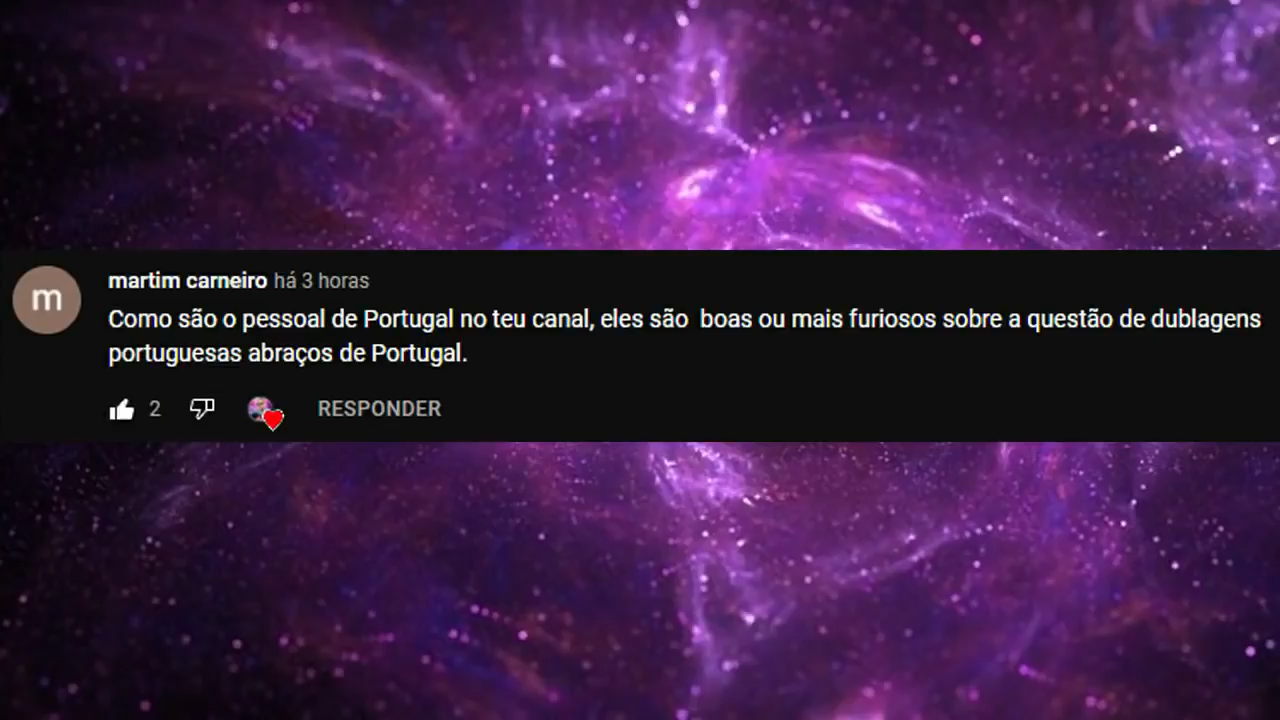 m
martim carneiro há 3 horas
Como são o pessoal de Portugal no teu canal, eles são  boas ou mais furiosos sobre a questão de dublagens
portuguesas abraços de Portugal.
2 RESPONDER